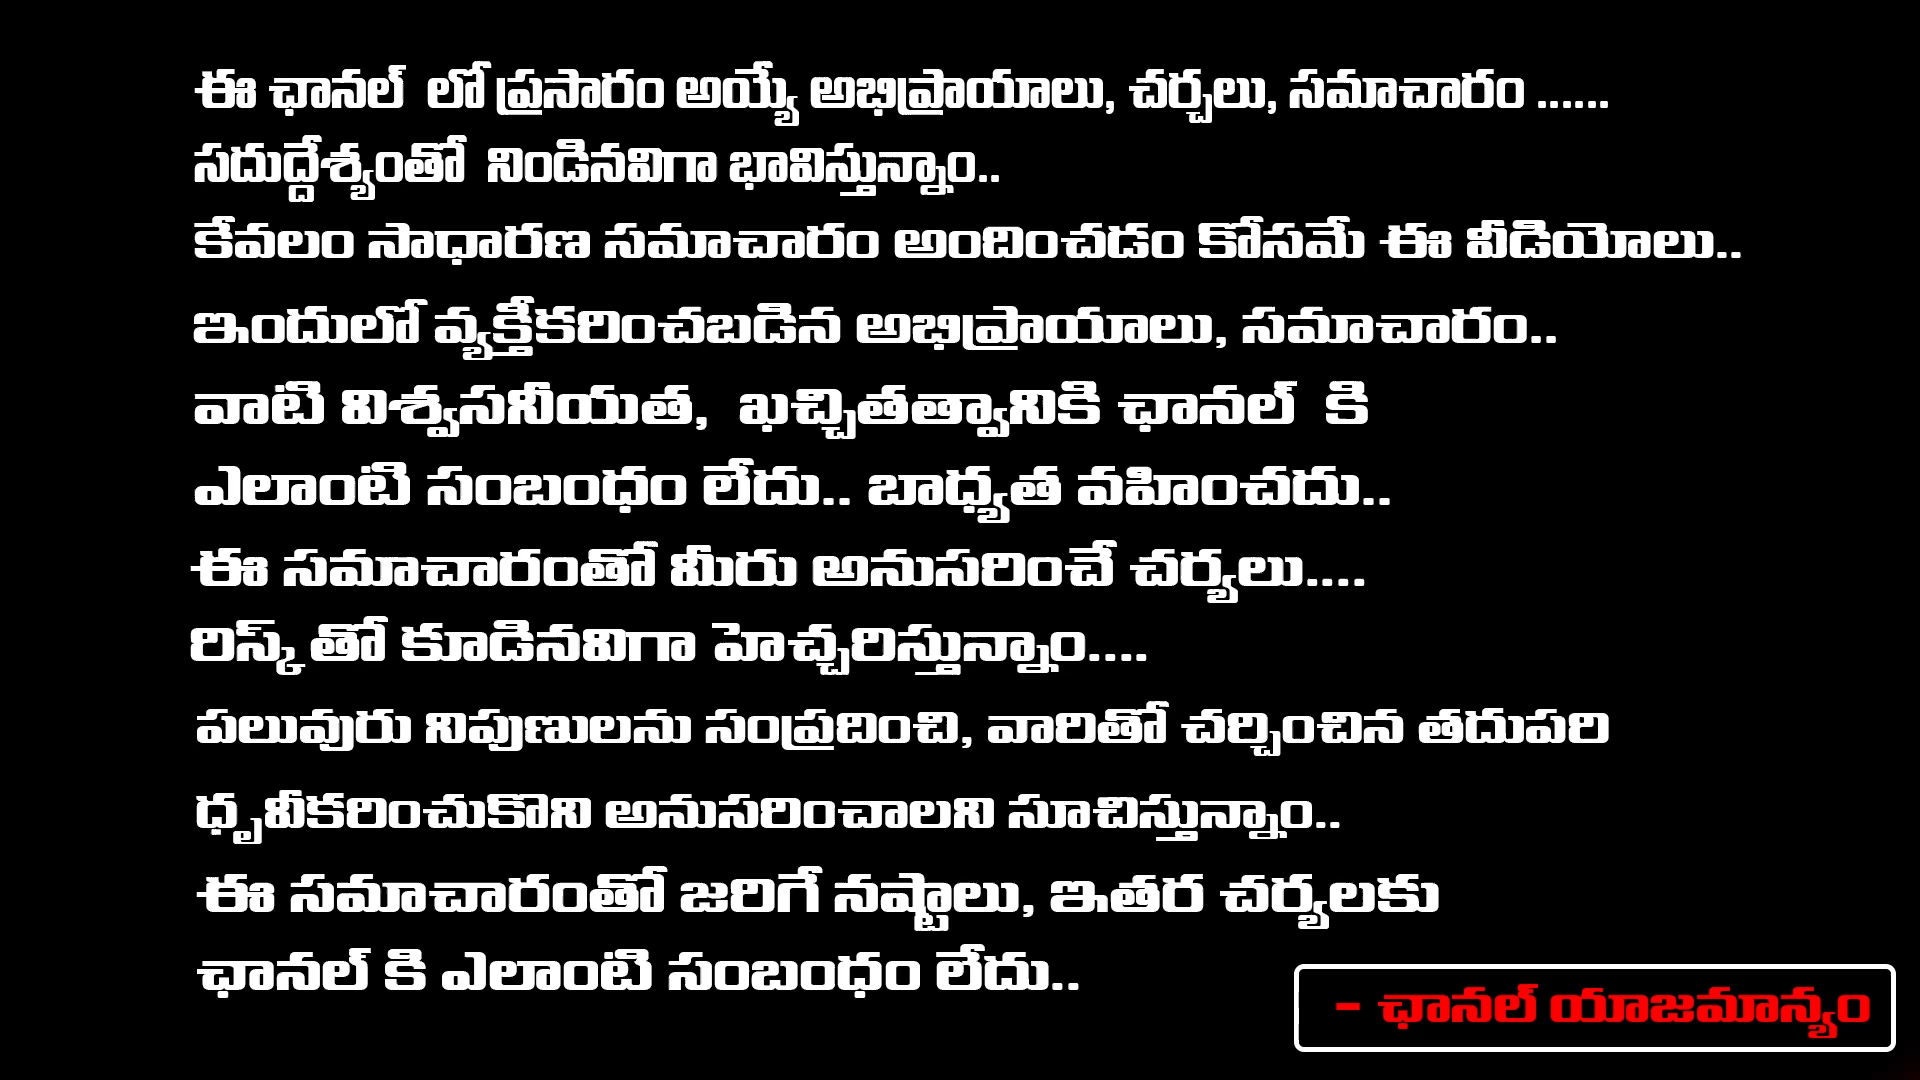 ఈ ఛానల్ లో ప్రసారం అయ్యే అభిప్రాయాలు, చర్చలు, సమాచారం ......
సదుద్దేశ్యంతో నిండినవిగా భావిస్తున్నాం..
కేవలం సాధారణ సమాచారం అందించడం కోసమే ఈ వీడియోలు..
ఇందులో వ్యక్తీకరించబడిన అభిప్రాయాలు, సమాచారం..
వాటి విశ్వసనీయత, ఖచ్చితత్వానికి ఛానల్ కి
ఎలాంటి సంబంధం లేదు.. బాధ్యత వహించదు..
ఈ సమాచారంతో మీరు అనుసరించే చర్యలు....
రిస్క్ తో కూడినవిగా హెచ్చరిస్తున్నాం....
పలువురు నిపుణులను సంప్రదించి, వారితో చర్చించిన తదుపరి
ధృవీకరించుకొని అనుసరించాలని సూచిస్తున్నాం..
ఈ సమాచారంతో జరిగే నష్టాలు, ఇతర చర్యలకు
ఛానల్ కి ఎలాంటి సంబంధం లేదు..
- ఛానల్ యాజమాన్యం